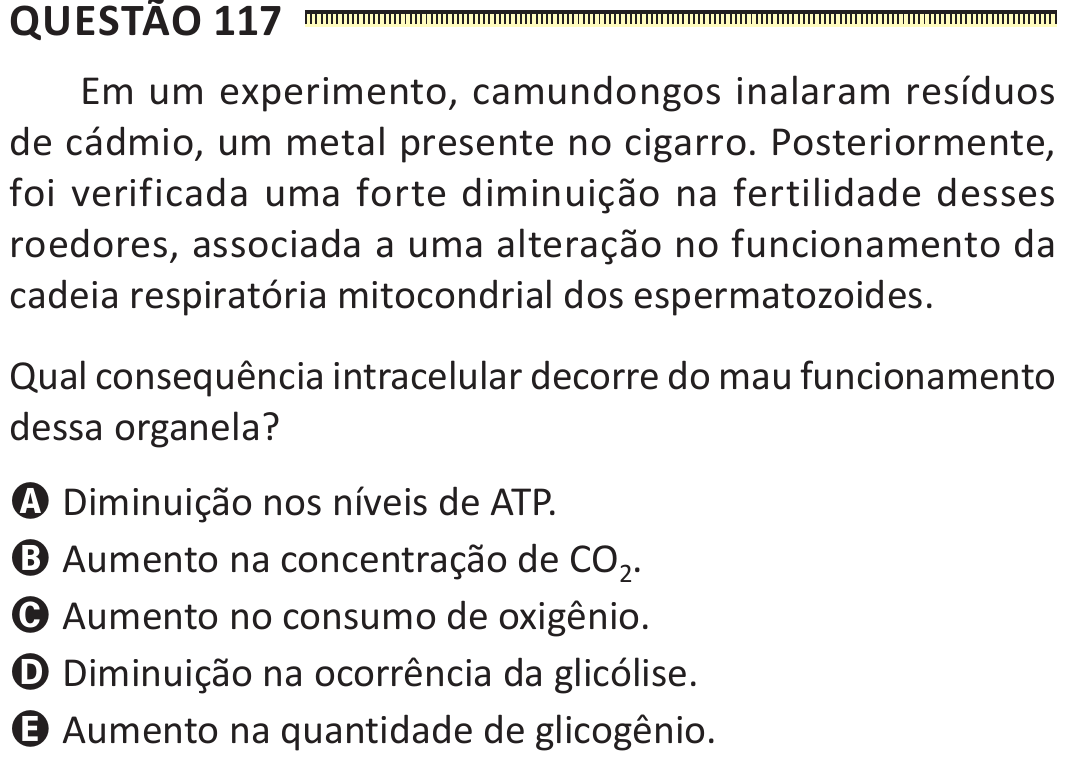 QUESTÃO 117
Em um experimento, camundongos inalaram resíduos
de cádmio, um metal presente no cigarro. Posteriormente,
foi verificada uma forte diminuição na fertilidade desses
roedores, associada a uma alteração no funcionamento da
cadeia respiratória mitocondrial dos espermatozoides.
Qual consequência intracelular decorre do mau funcionamento
dessa organela?
A Diminuição nos níveis de ATP.
B Aumento na concentração de CO₂.
C Aumento no consumo de oxigênio.
D Diminuição na ocorrência da glicólise.
E Aumento na quantidade de glicogênio.